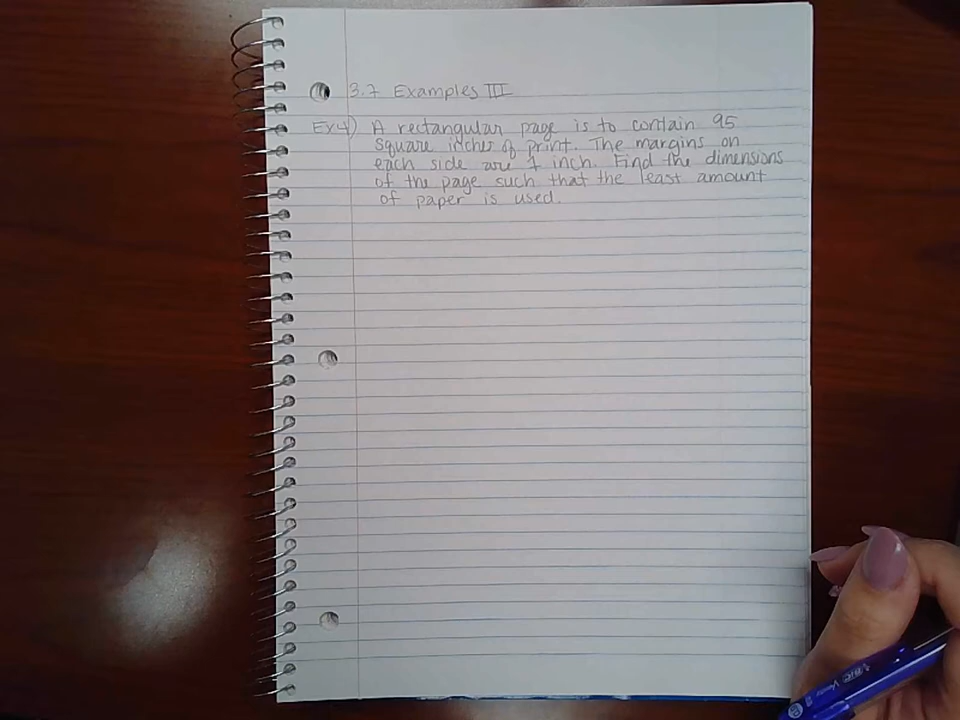 3.7 Examples III
Ex4) A rectangular page is to contain 95
square inches of print. The margins on
each side are 1 inch. Find the dimensions
of the page such that the least amount
of paper is used.
BIC